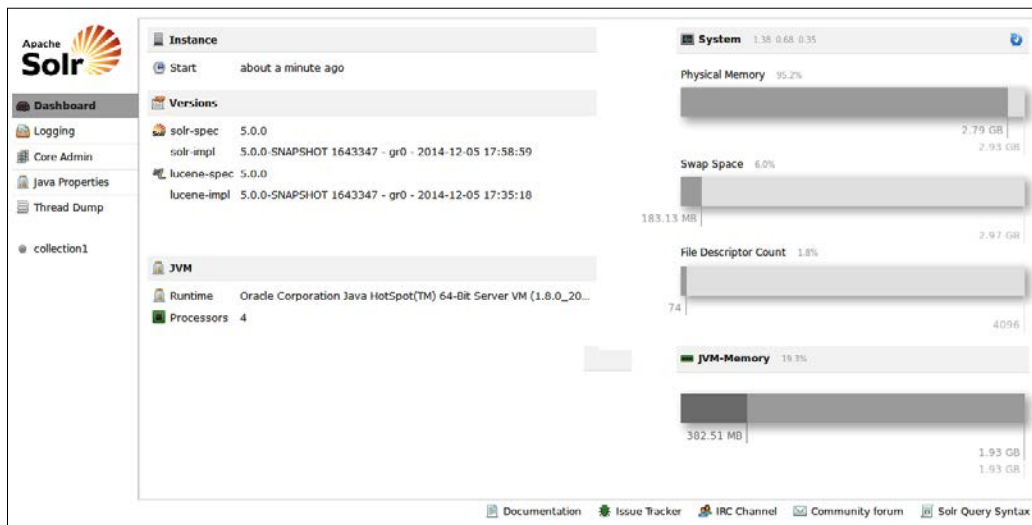 Apache
Solr
Dashboard
Logging
Core Admin
Java Properties
Thread Dump
collection1
Instance
Start about a minute ago
Versions
solr-spec 5.0.0
solr-impl 5.0.0-SNAPSHOT 1643347 - gr0 - 2014-12-05 17:58:59
lucene-spec 5.0.0
lucene-impl 5.0.0-SNAPSHOT 1643347 - gr0 - 2014-12-05 17:35:18
JVM
Runtime Oracle Corporation Java HotSpot(TM) 64-Bit Server VM (1.8.0_20...
Processors 4
System 1.38 0.68 0.35
Physical Memory 95.2%
2.79 GB
2.93 GB
Swap Space 6.0%
183.13 MB
2.97 GB
File Descriptor Count 1.8%
74
4096
JVM-Memory 19.3%
382.51 MB
1.93 GB
1.93 GB
Documentation Issue Tracker IRC Channel Community forum Solr Query Syntax